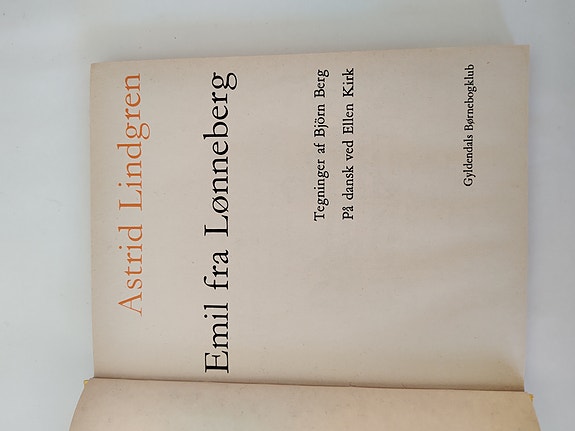 Astrid Lindgren
Emil fra Lønneberg
Tegninger af Björn Berg
På dansk ved Ellen Kirk
Gyldendals Børnebogklub